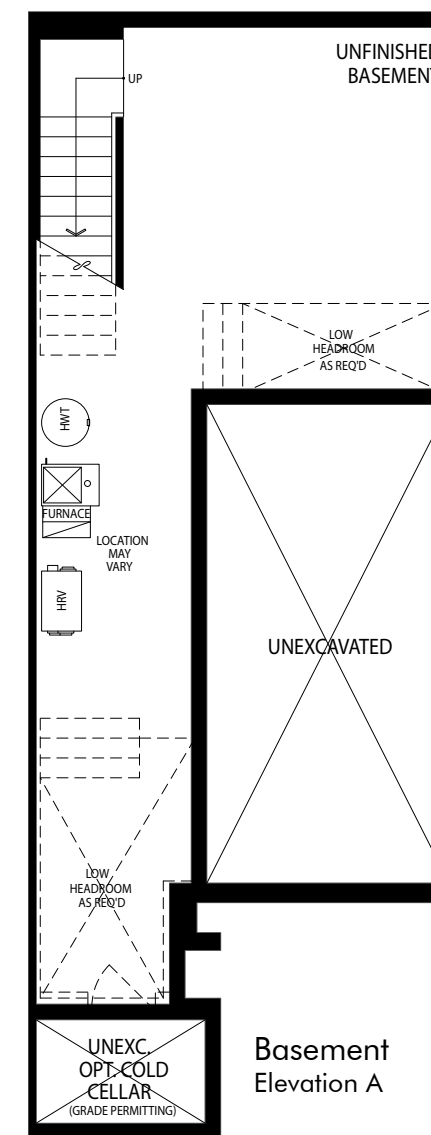 UNFINISHED
BASEMENT
UP
LOW
HEADROOM
AS REQ'D
HWT
FURNACE
LOCATION
MAY
VARY
HRV
UNEXCAVATED
LOW
HEADROOM
AS REQ'D
UNEXC.
OPT. COLD
CELLAR
(GRADE PERMITTING)
Basement
Elevation A